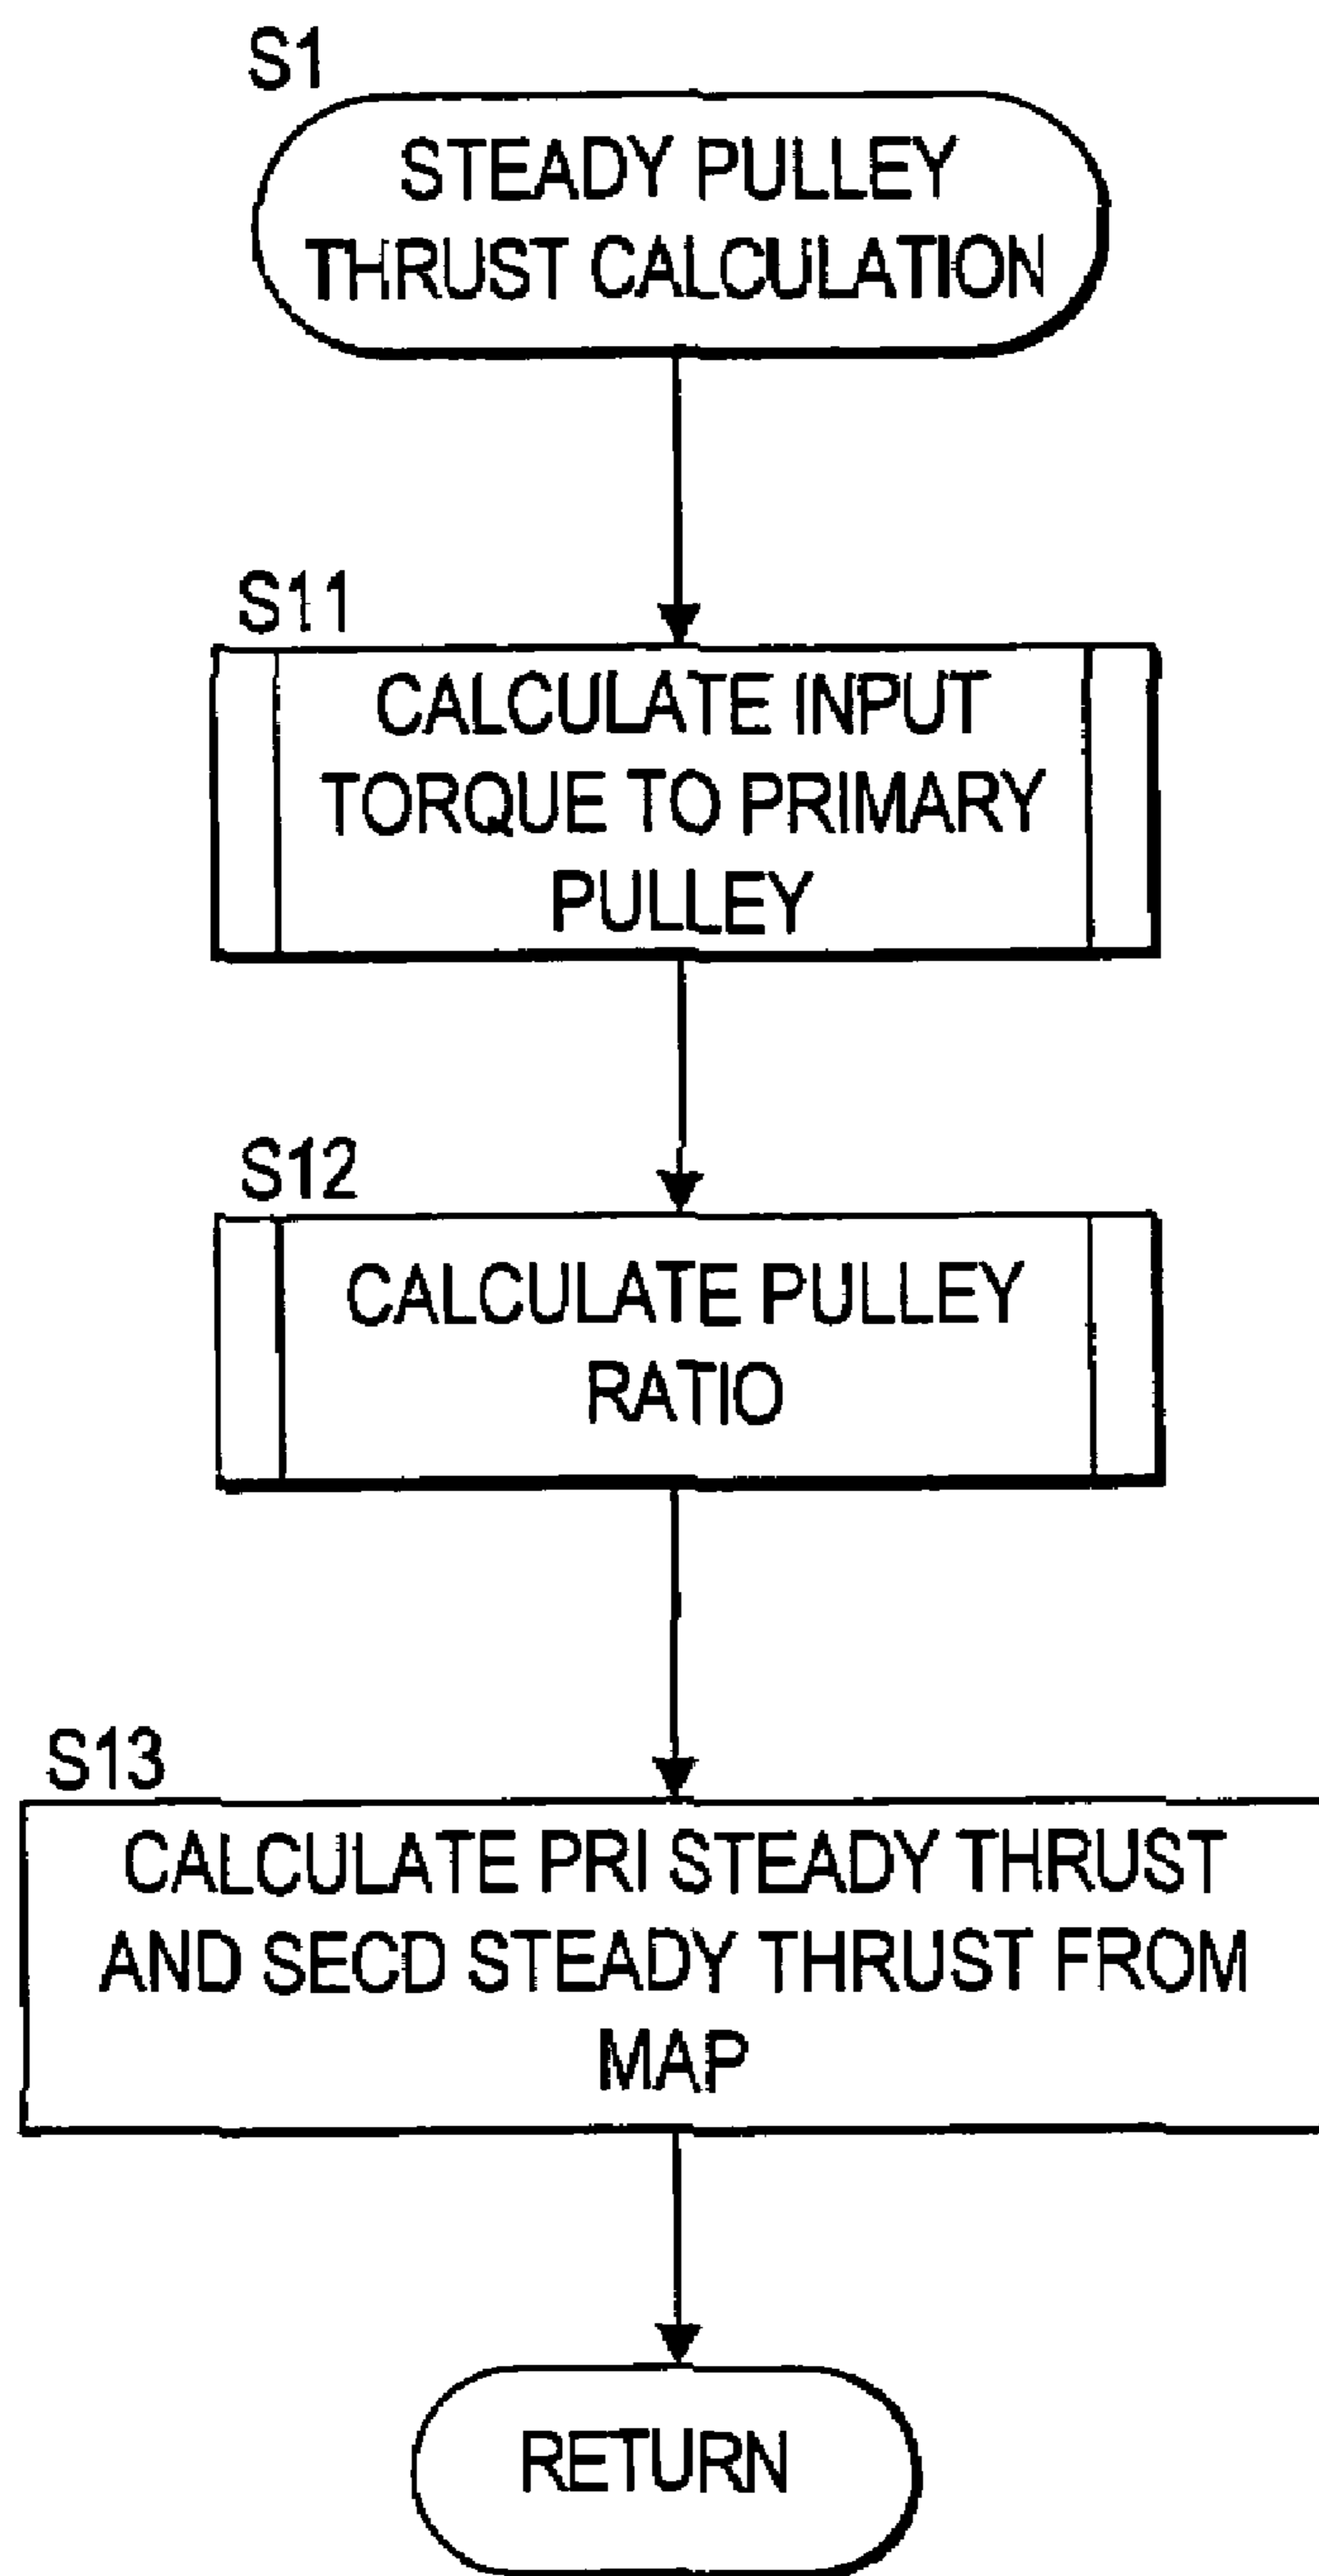 S1
STEADY PULLEY
THRUST CALCULATION
S11
CALCULATE INPUT
TORQUE TO PRIMARY
PULLEY
S12
CALCULATE PULLEY
RATIO
S13
CALCULATE PRI STEADY THRUST
AND SECD STEADY THRUST FROM
MAP
RETURN